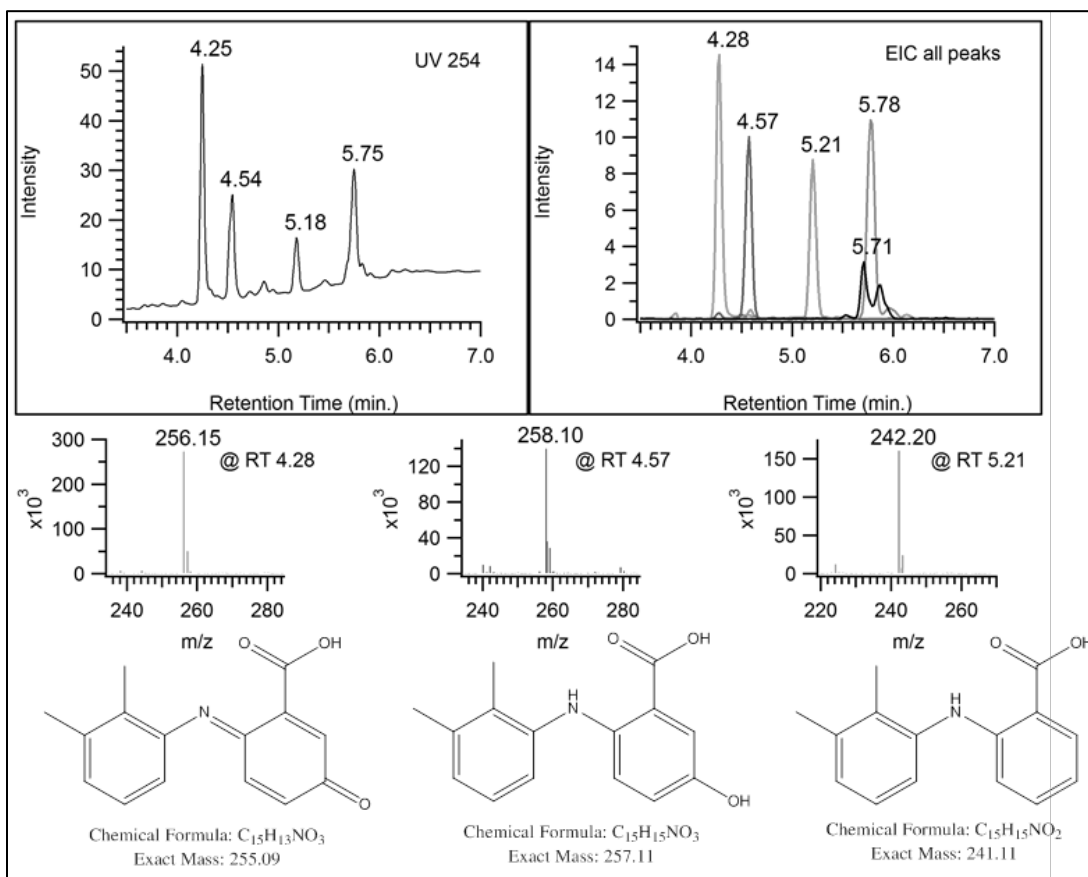 UV 254
4.25
4.54
5.18
5.75
50
40
30
20
10
0
Intensity
4.0 5.0 6.0 7.0
Retention Time (min.)
EIC all peaks
4.28
4.57
5.21
5.78
5.71
14
12
10
8
6
4
2
0
Intensity
4.0 5.0 6.0 7.0
Retention Time (min.)
256.15
@ RT 4.28
300
200
100
0
x10³
240 260 280
m/z
258.10
@ RT 4.57
120
80
40
0
x10³
240 260 280
m/z
242.20
@ RT 5.21
150
100
50
0
x10³
220 240 260
m/z
O OH
N
O
Chemical Formula: C₁₅H₁₃NO₃
Exact Mass: 255.09
O OH
H
N
OH
Chemical Formula: C₁₅H₁₅NO₃
Exact Mass: 257.11
O OH
H
N
Chemical Formula: C₁₅H₁₅NO₂
Exact Mass: 241.11